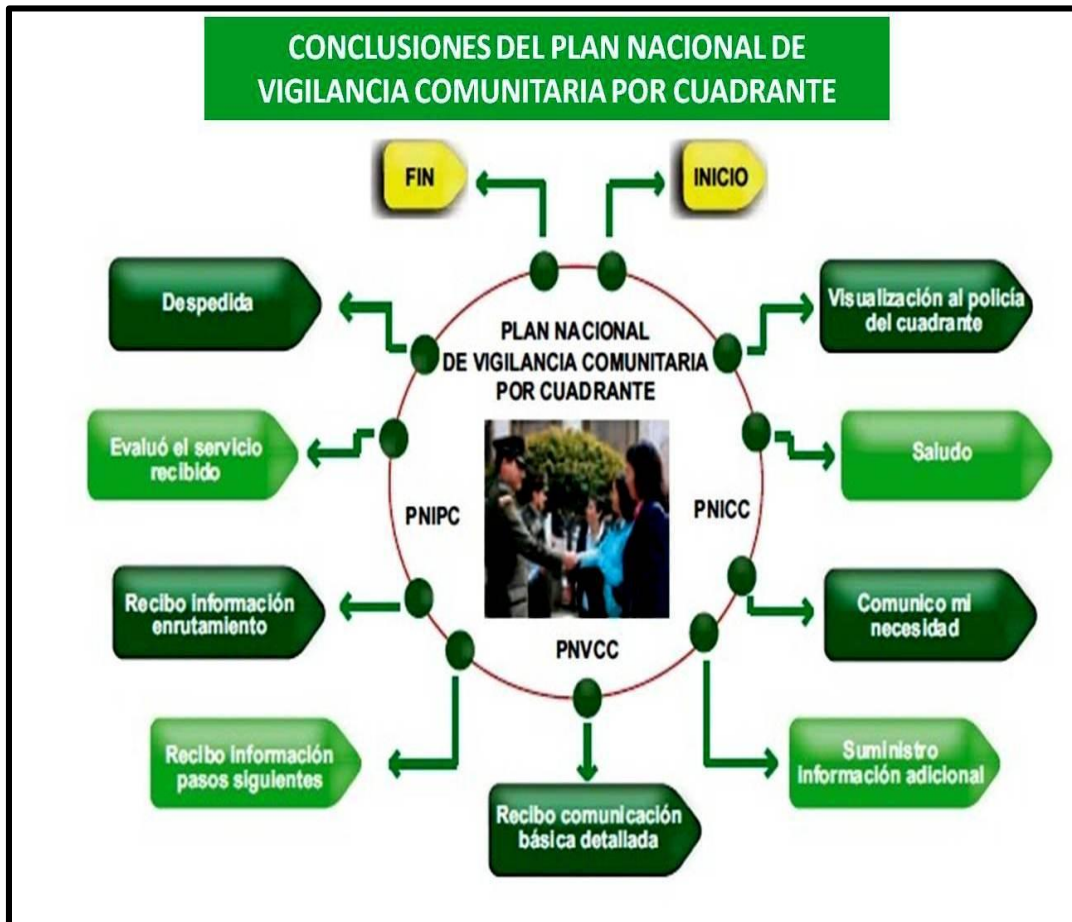 CONCLUSIONES DEL PLAN NACIONAL DE
VIGILANCIA COMUNITARIA POR CUADRANTE
FIN
INICIO
Despedida
Visualización al policía
del cuadrante
PLAN NACIONAL
DE VIGILANCIA COMUNITARIA
POR CUADRANTE
Evaluó el servicio
recibido
Saludo
PNIPC
PNICC
Recibo información
enrutamiento
Comunico mi
necesidad
PNVCC
Recibo información
pasos siguientes
Suministro
información adicional
Recibo comunicación
básica detallada